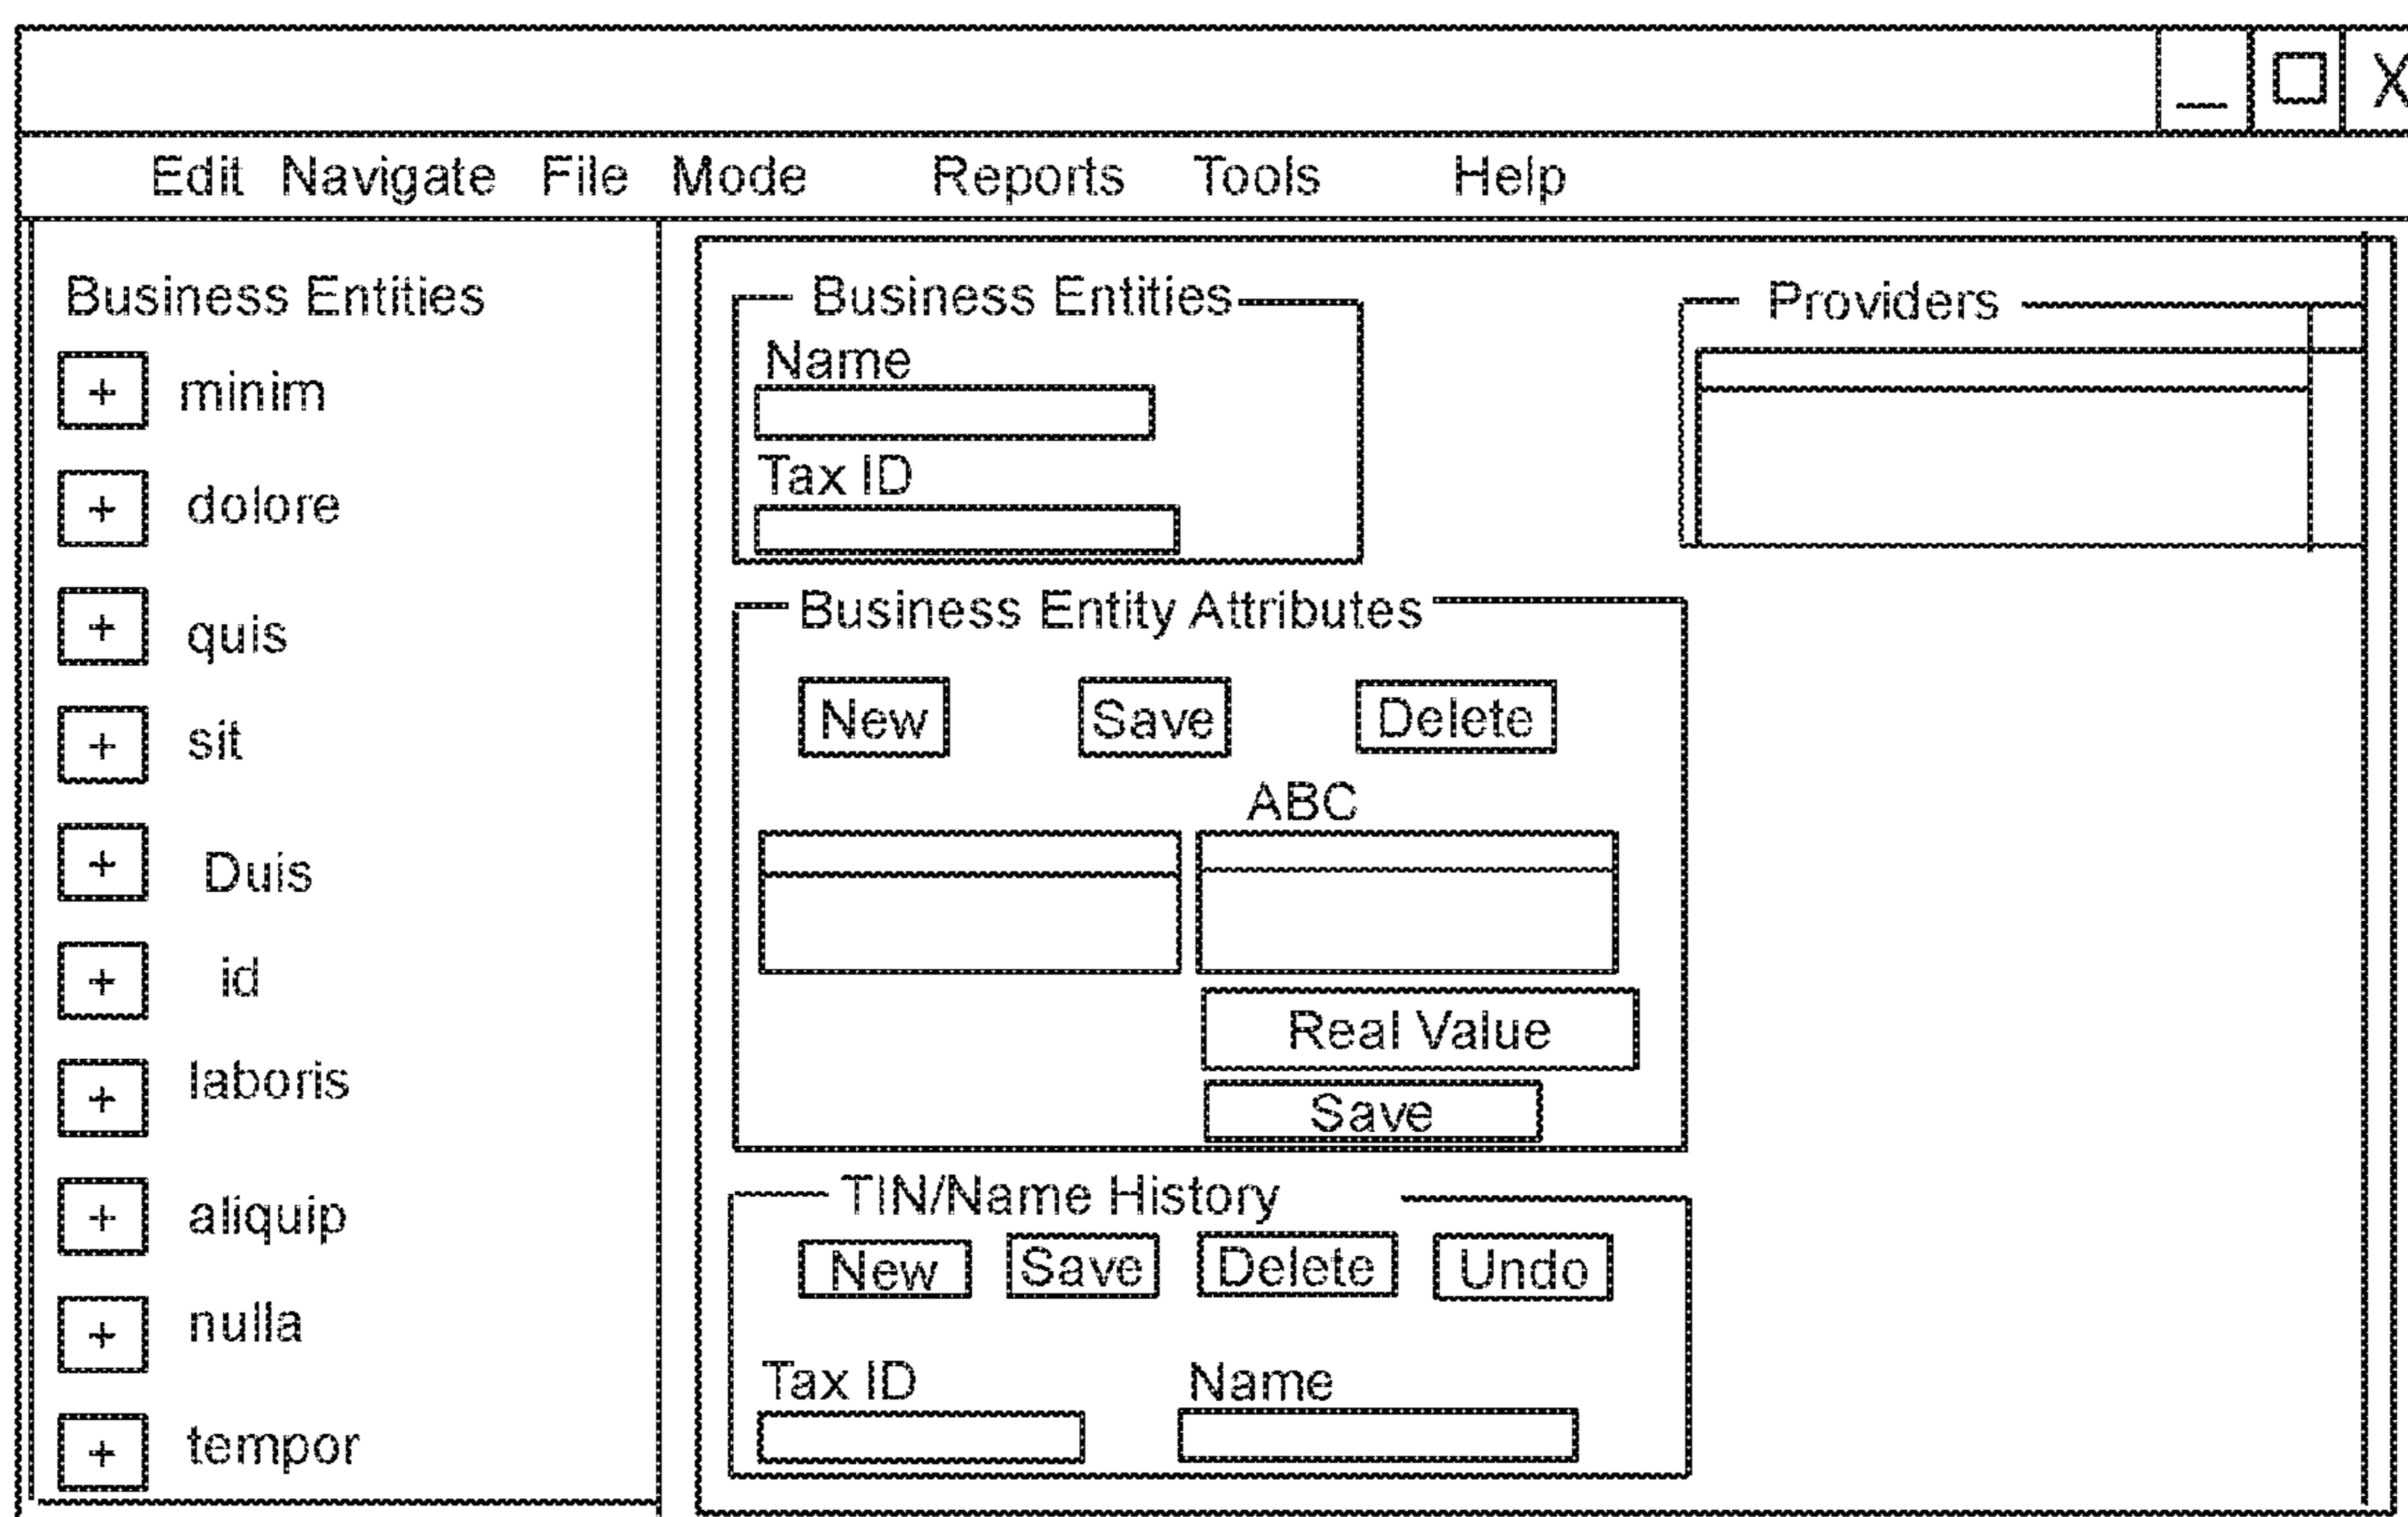 X
Edit Navigate File Mode Reports Tools Help
Business Entities
+ minim
+ dolore
+ quis
+ sit
+ Duis
+ id
+ laboris
+ aliquip
+ nulla
+ tempor
Business Entities
Name
Tax ID
Providers
Business Entity Attributes
New Save Delete
ABC
Real Value
Save
TIN/Name History
New Save Delete Undo
Tax ID Name